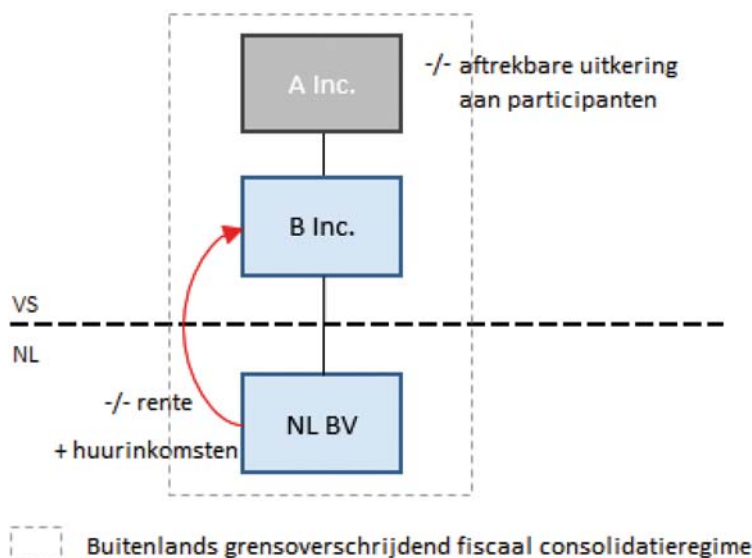 A Inc.
-/- aftrekbare uitkering
aan participanten
B Inc.
VS
NL
-/- rente
+ huurinkomsten
NL BV
Buitenlands grensoverschrijdend fiscaal consolidatieregime